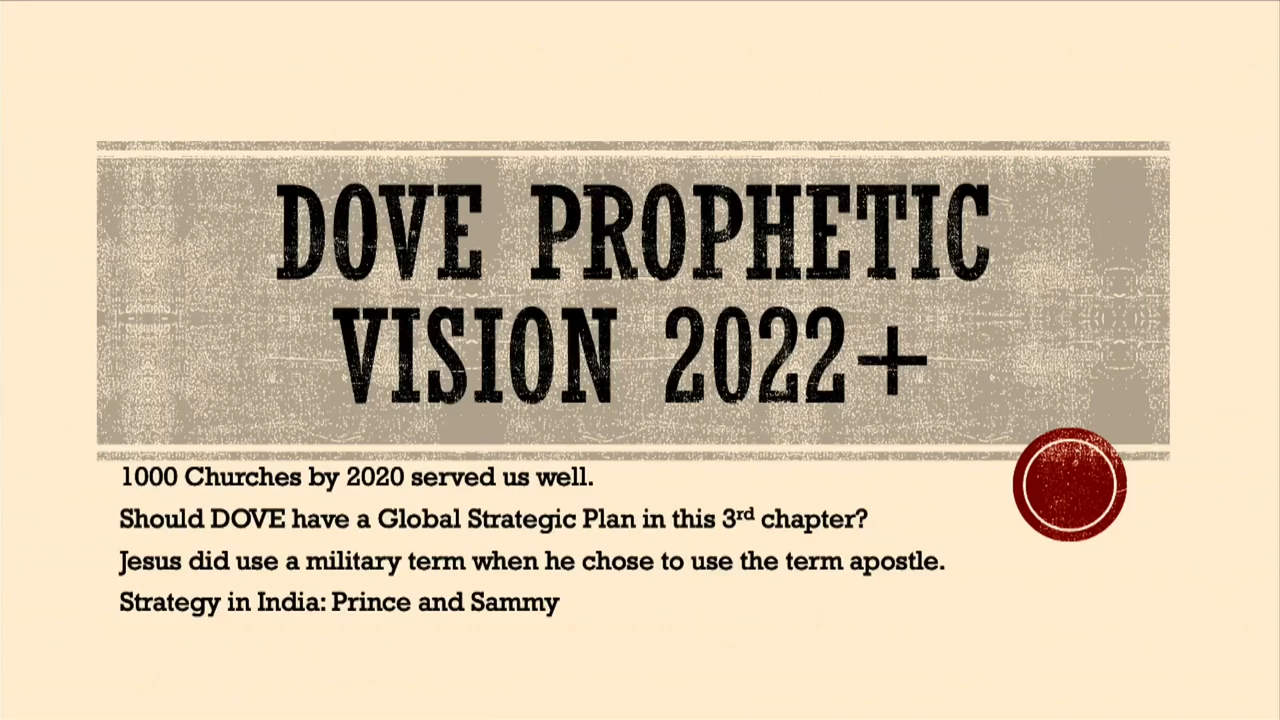 DOVE PROPHETIC
VISION 2022+
1000 Churches by 2020 served us well.
Should DOVE have a Global Strategic Plan in this 3rd chapter?
Jesus did use a military term when he chose to use the term apostle.
Strategy in India: Prince and Sammy